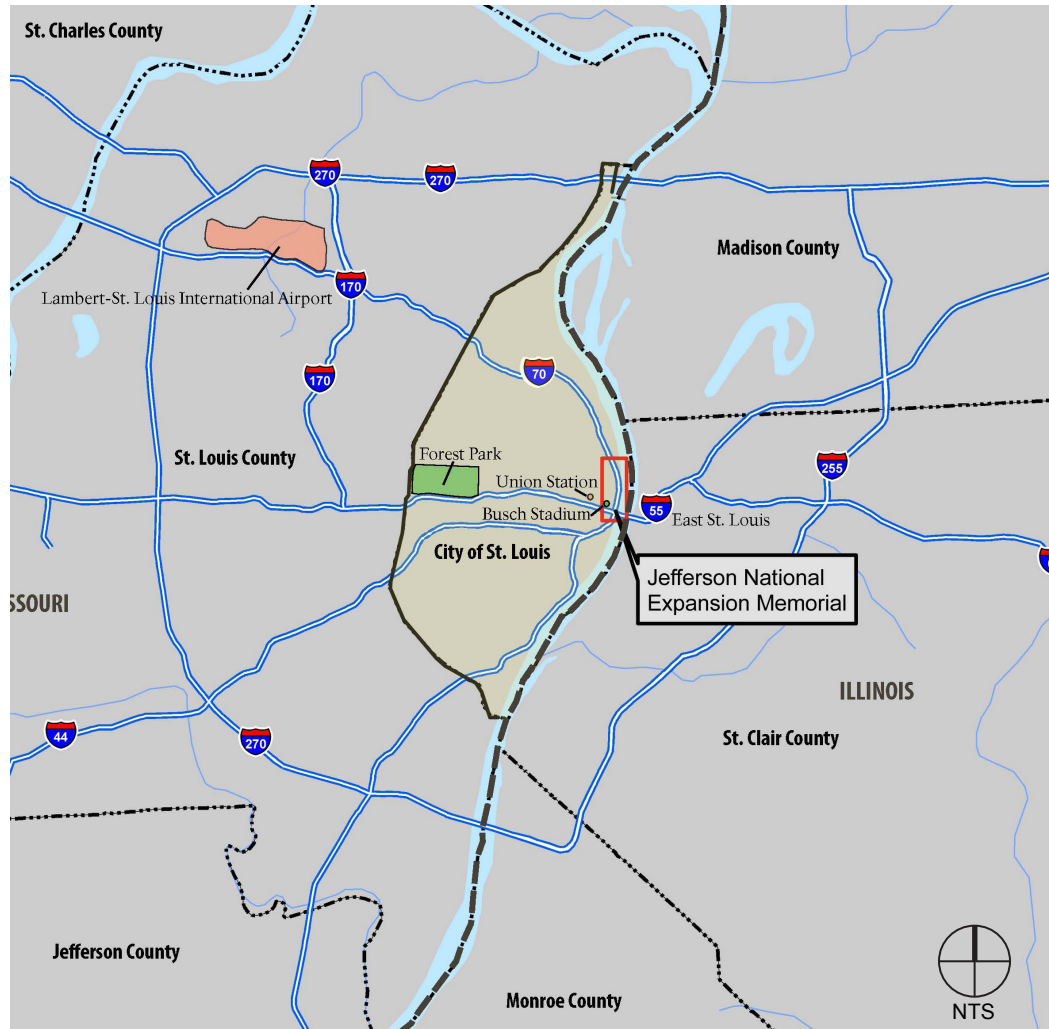 St. Charles County
270
270
Madison County
Lambert-St. Louis International Airport
170
170
70
St. Louis County
Forest Park
Union Station
Busch Stadium
255
55
East St. Louis
City of St. Louis
Jefferson National
Expansion Memorial
SSOURI
ILLINOIS
44
270
St. Clair County
Jefferson County
Monroe County
NTS